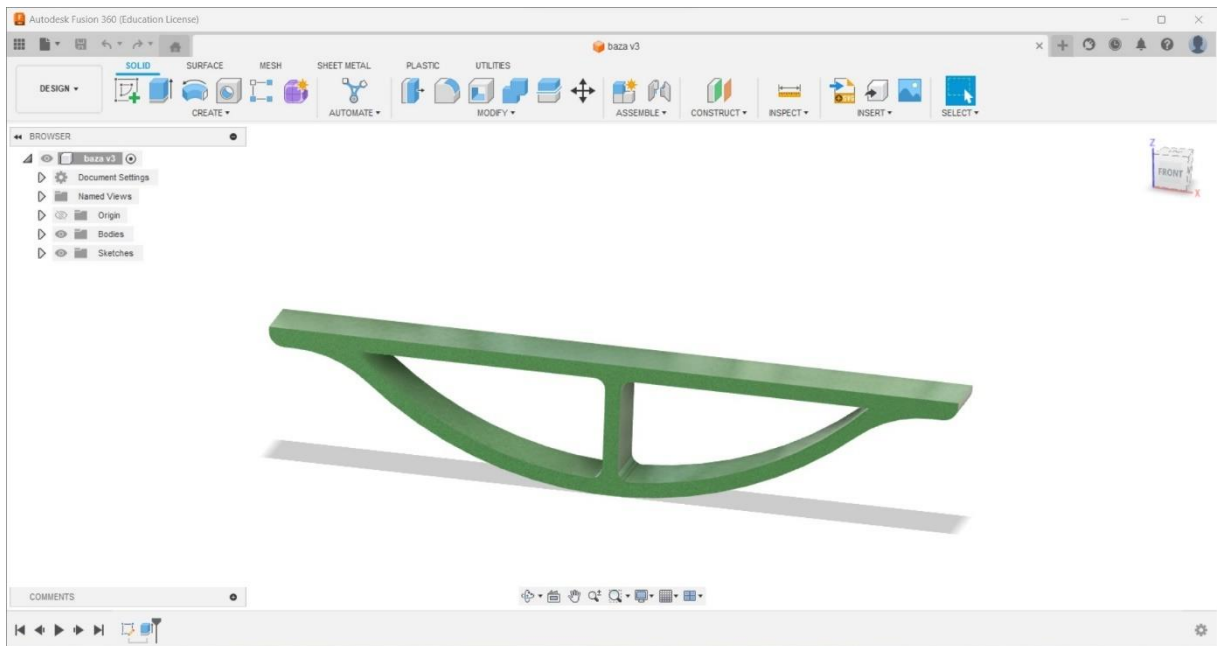 Autodesk Fusion 360 (Education License)
baza v3
SOLID SURFACE MESH SHEET METAL PLASTIC UTILITIES
DESIGN
CREATE AUTOMATE MODIFY ASSEMBLE CONSTRUCT INSPECT INSERT SELECT
BROWSER
baza v3
Document Settings
Named Views
Origin
Bodies
Sketches
Z
FRONT
X
COMMENTS